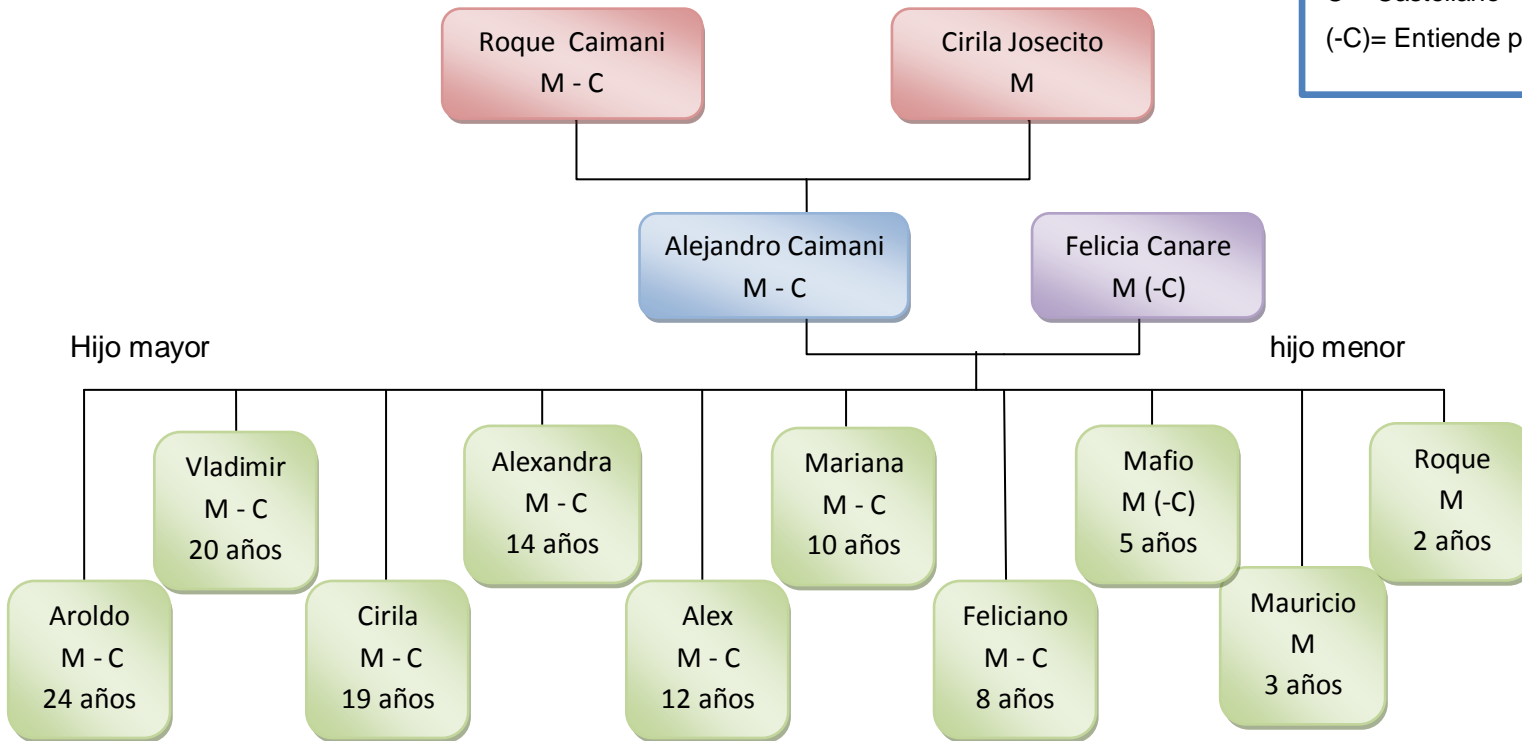 (-C)= Entiende
Roque Caimani
M - C
Cirila Josecito
M
Alejandro Caimani
M - C
Felicia Canare
M (-C)
Hijo mayor
hijo menor
Aroldo
M - C
24 años
Vladimir
M - C
20 años
Cirila
M - C
19 años
Alexandra
M - C
14 años
Alex
M - C
12 años
Mariana
M - C
10 años
Feliciano
M - C
8 años
Mafio
M (-C)
5 años
Mauricio
M
3 años
Roque
M
2 años